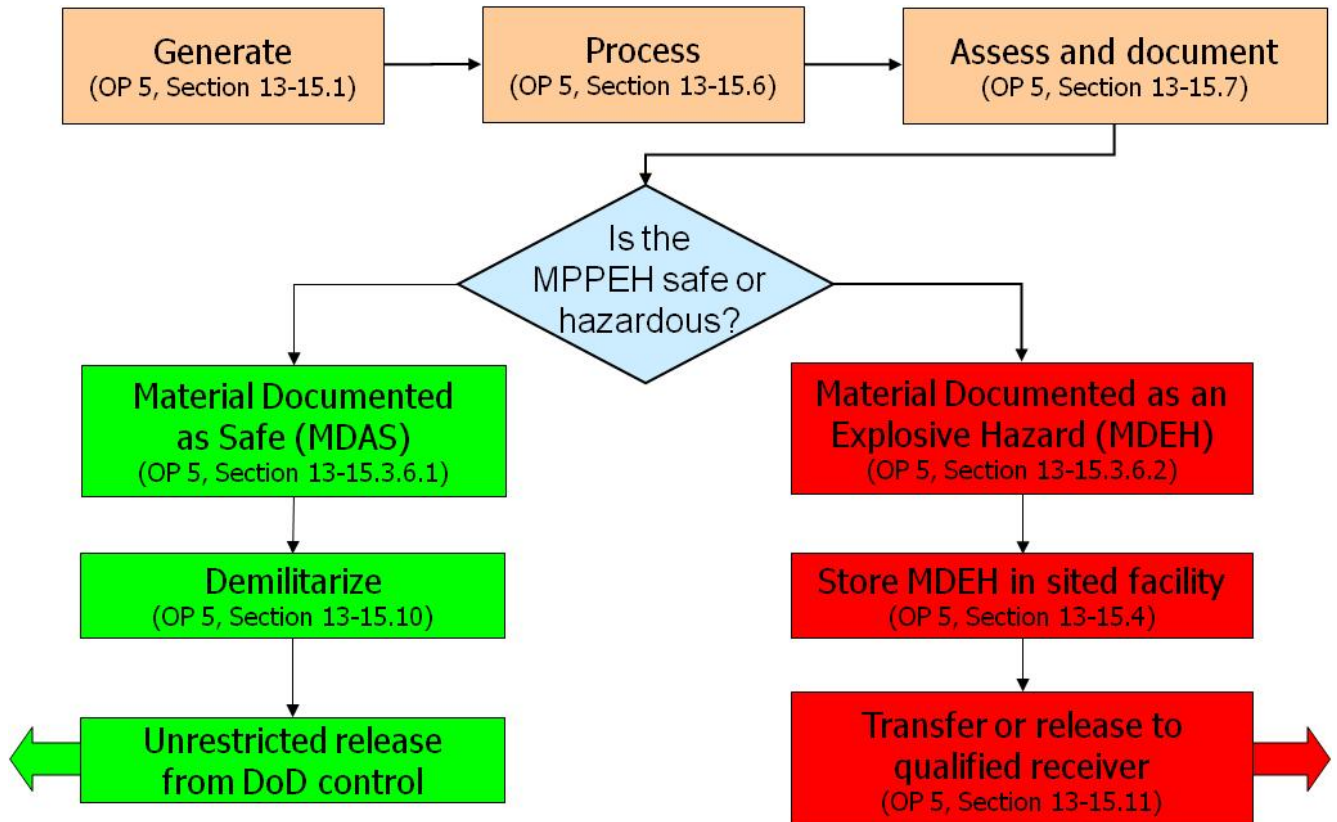 Generate
(OP 5, Section 13-15.1)
Process
(OP 5, Section 13-15.6)
Assess and document
(OP 5, Section 13-15.7)
Is the
MPPEH safe or
hazardous?
Material Documented
as Safe (MDAS)
(OP 5, Section 13-15.3.6.1)
Material Documented as an
Explosive Hazard (MDEH)
(OP 5, Section 13-15.3.6.2)
Demilitarize
(OP 5, Section 13-15.10)
Store MDEH in sited facility
(OP 5, Section 13-15.4)
Unrestricted release
from DoD control
Transfer or release to
qualified receiver
(OP 5, Section 13-15.11)